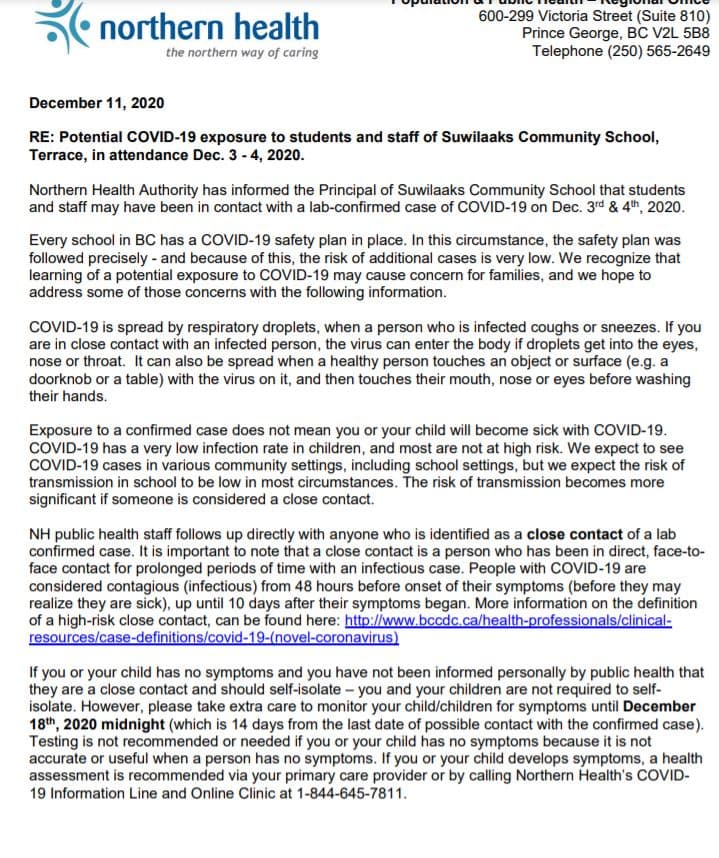 600-299 Victoria Street (Suite 810)
northern health
Prince George, BC V2L 5B8
the northern way of caring
Telephone (250) 565-2649
December 11, 2020
RE: Potential COVID-19 exposure to students and staff of Suwilaaks Community School,
Terrace, in attendance Dec. 3 - 4, 2020.
Northern Health Authority has informed the Principal of Suwilaaks Community School that students
and staff may have been in contact with a lab-confirmed case of COVID-19 on Dec. 3rd & 4th, 2020.
Every school in BC has a COVID-19 safety plan in place. In this circumstance, the safety plan was
followed precisely - and because of this, the risk of additional cases is very low. We recognize that
learning of a potential exposure to COVID-19 may cause concern for families, and we hope to
address some of those concerns with the following information.
COVID-19 is spread by respiratory droplets, when a person who is infected coughs or sneezes. If you
are in close contact with an infected person, the virus can enter the body if droplets get into the eyes,
nose or throat.  It can also be spread when a healthy person touches an object or surface (e.g. a
doorknob or a table) with the virus on it, and then touches their mouth, nose or eyes before washing
their hands.
Exposure to a confirmed case does not mean you or your child will become sick with COVID-19.
COVID-19 has a very low infection rate in children, and most are not at high risk. We expect to see
COVID-19 cases in various community settings, including school settings, but we expect the risk of
transmission in school to be low in most circumstances. The risk of transmission becomes more
significant if someone is considered a close contact.
NH public health staff follows up directly with anyone who is identified as a close contact of a lab
confirmed case. It is important to note that a close contact is a person who has been in direct, face-to-
face contact for prolonged periods of time with an infectious case. People with COVID-19 are
considered contagious (infectious) from 48 hours before onset of their symptoms (before they may
realize they are sick), up until 10 days after their symptoms began. More information on the definition
of a high-risk close contact, can be found here: http://www.bccdc.ca/health-professionals/clinical-
resources/case-definitions/covid-19-(novel-coronavirus)
If you or your child has no symptoms and you have not been informed personally by public health that
they are a close contact and should self-isolate – you and your children are not required to self-
isolate. However, please take extra care to monitor your child/children for symptoms until December
18th, 2020 midnight (which is 14 days from the last date of possible contact with the confirmed case).
Testing is not recommended or needed if you or your child has no symptoms because it is not
accurate or useful when a person has no symptoms. If you or your child develops symptoms, a health
assessment is recommended via your primary care provider or by calling Northern Health's COVID-
19 Information Line and Online Clinic at 1-844-645-7811.